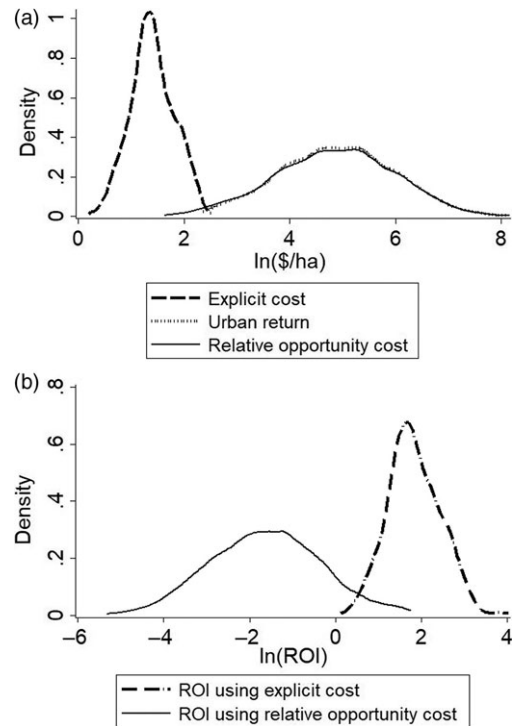 (a)
1
.8
.6
.4
.2
0
Density
0 2 4 6 8
ln($/ha)
Explicit cost
Urban return
Relative opportunity cost
(b)
.8
.6
.4
.2
0
Density
–6 –4 –2 0 2 4
ln(ROI)
ROI using explicit cost
ROI using relative opportunity cost